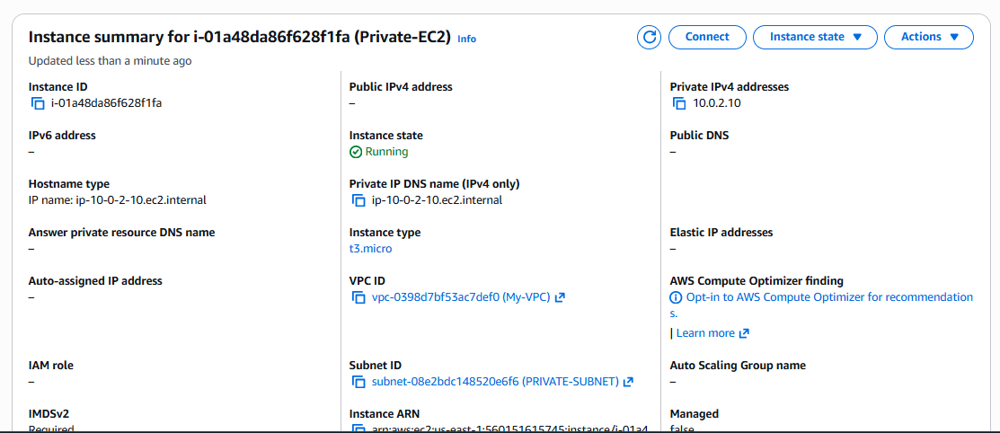 Instance summary for i-01a48da86f628f1fa (Private-EC2) Info
Connect
Instance state
Actions
Updated less than a minute ago
Instance ID
i-01a48da86f628f1fa
Public IPv4 address
–
Private IPv4 addresses
10.0.2.10
IPv6 address
–
Instance state
Running
Public DNS
–
Hostname type
IP name: ip-10-0-2-10.ec2.internal
Private IP DNS name (IPv4 only)
ip-10-0-2-10.ec2.internal
Answer private resource DNS name
–
Instance type
t3.micro
Elastic IP addresses
–
Auto-assigned IP address
–
VPC ID
vpc-0398d7bf53ac7def0 (My-VPC)
AWS Compute Optimizer finding
Opt-in to AWS Compute Optimizer for recommendation
s.
| Learn more
IAM role
–
Subnet ID
subnet-08e2bdc148520e6f6 (PRIVATE-SUBNET)
Auto Scaling Group name
–
IMDSv2
Required
Instance ARN
arn:aws:ec2:us-east-1:560151615745:instance/i-01a4
Managed
false